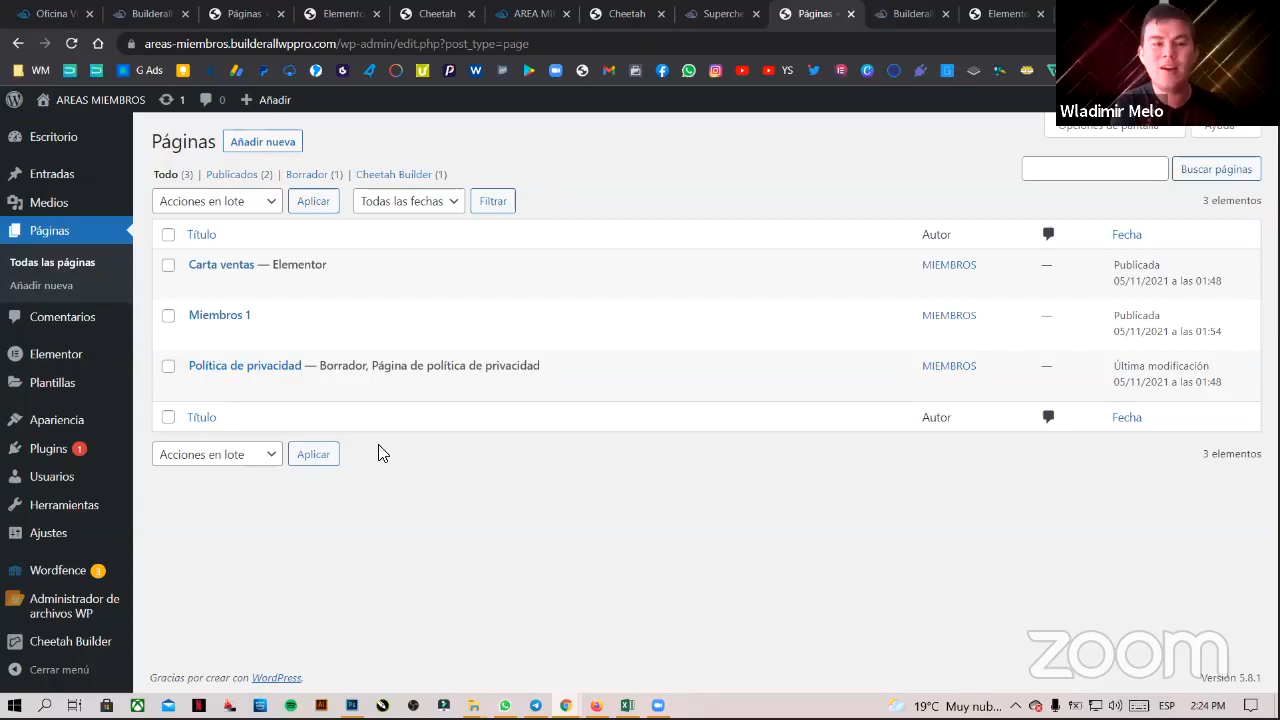 Oficina V
Builderall
Páginas
Elemento
Cheetah
AREA MII
Cheetah
Superche
Páginas
Builderall
Elemento
areas-miembros.builderallwppro.com/wp-admin/edit.php?post_type=page
WM
G Ads
YS
AREAS MIEMBROS 1 0 Añadir
Wladimir Melo
Opciones de pantalla
Ayuda
Escritorio
Entradas
Medios
Páginas
Todas las páginas
Añadir nueva
Comentarios
Elementor
Plantillas
Apariencia
Plugins 1
Usuarios
Herramientas
Ajustes
Wordfence 3
Administrador de
archivos WP
Cheetah Builder
Cerrar menú
Páginas Añadir nueva
Todo (3) | Publicados (2) | Borrador (1) | Cheetah Builder (1)
Buscar páginas
Acciones en lote Aplicar Todas las fechas Filtrar
3 elementos
Título Autor Fecha
Carta ventas — Elementor MIEMBROS — Publicada
05/11/2021 a las 01:48
Miembros 1 MIEMBROS — Publicada
05/11/2021 a las 01:54
Política de privacidad — Borrador, Página de política de privacidad MIEMBROS — Última modificación
05/11/2021 a las 01:48
Título Autor Fecha
Acciones en lote Aplicar
3 elementos
zoom
Gracias por crear con WordPress.
Versión 5.8.1
19°C Muy nub... ESP 2:24 PM